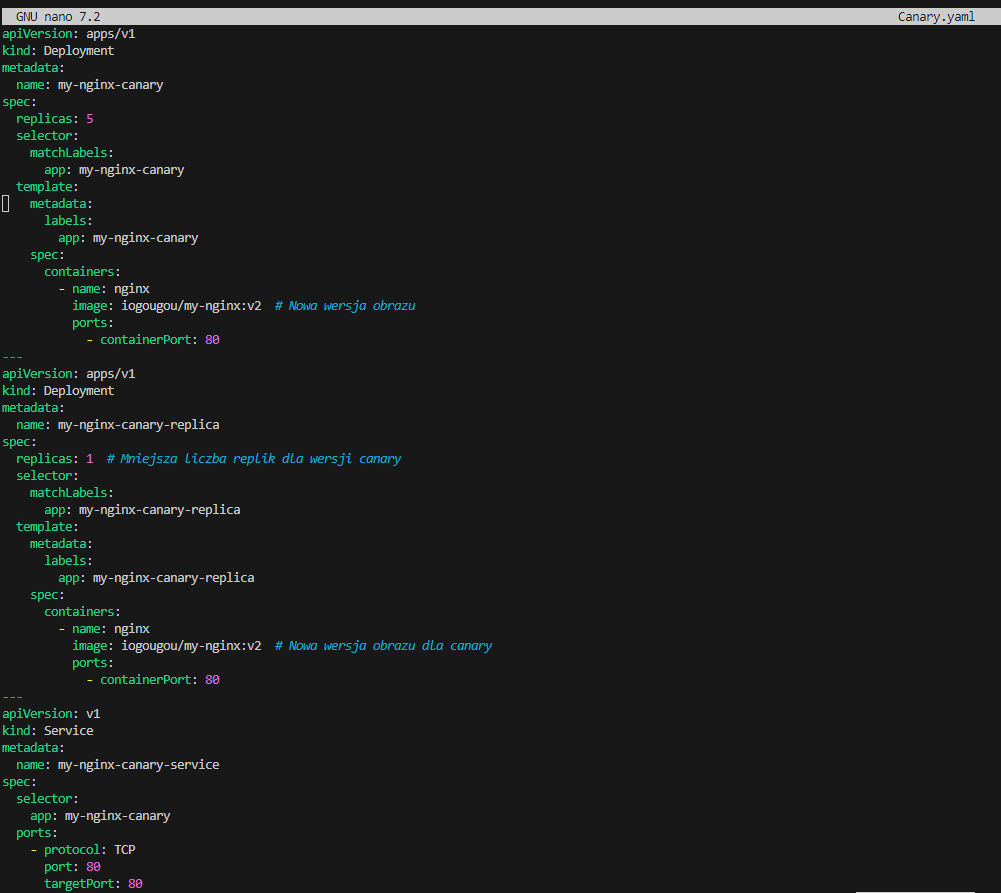 GNU nano 7.2 Canary.yaml
apiVersion: apps/v1
kind: Deployment
metadata:
  name: my-nginx-canary
spec:
  replicas: 5
  selector:
    matchLabels:
      app: my-nginx-canary
  template:
    metadata:
      labels:
        app: my-nginx-canary
    spec:
      containers:
        - name: nginx
          image: iogougou/my-nginx:v2  # Nowa wersja obrazu
          ports:
            - containerPort: 80
---
apiVersion: apps/v1
kind: Deployment
metadata:
  name: my-nginx-canary-replica
spec:
  replicas: 1  # Mniejsza liczba replik dla wersji canary
  selector:
    matchLabels:
      app: my-nginx-canary-replica
  template:
    metadata:
      labels:
        app: my-nginx-canary-replica
    spec:
      containers:
        - name: nginx
          image: iogougou/my-nginx:v2  # Nowa wersja obrazu dla canary
          ports:
            - containerPort: 80
---
apiVersion: v1
kind: Service
metadata:
  name: my-nginx-canary-service
spec:
  selector:
    app: my-nginx-canary
  ports:
    - protocol: TCP
      port: 80
      targetPort: 80